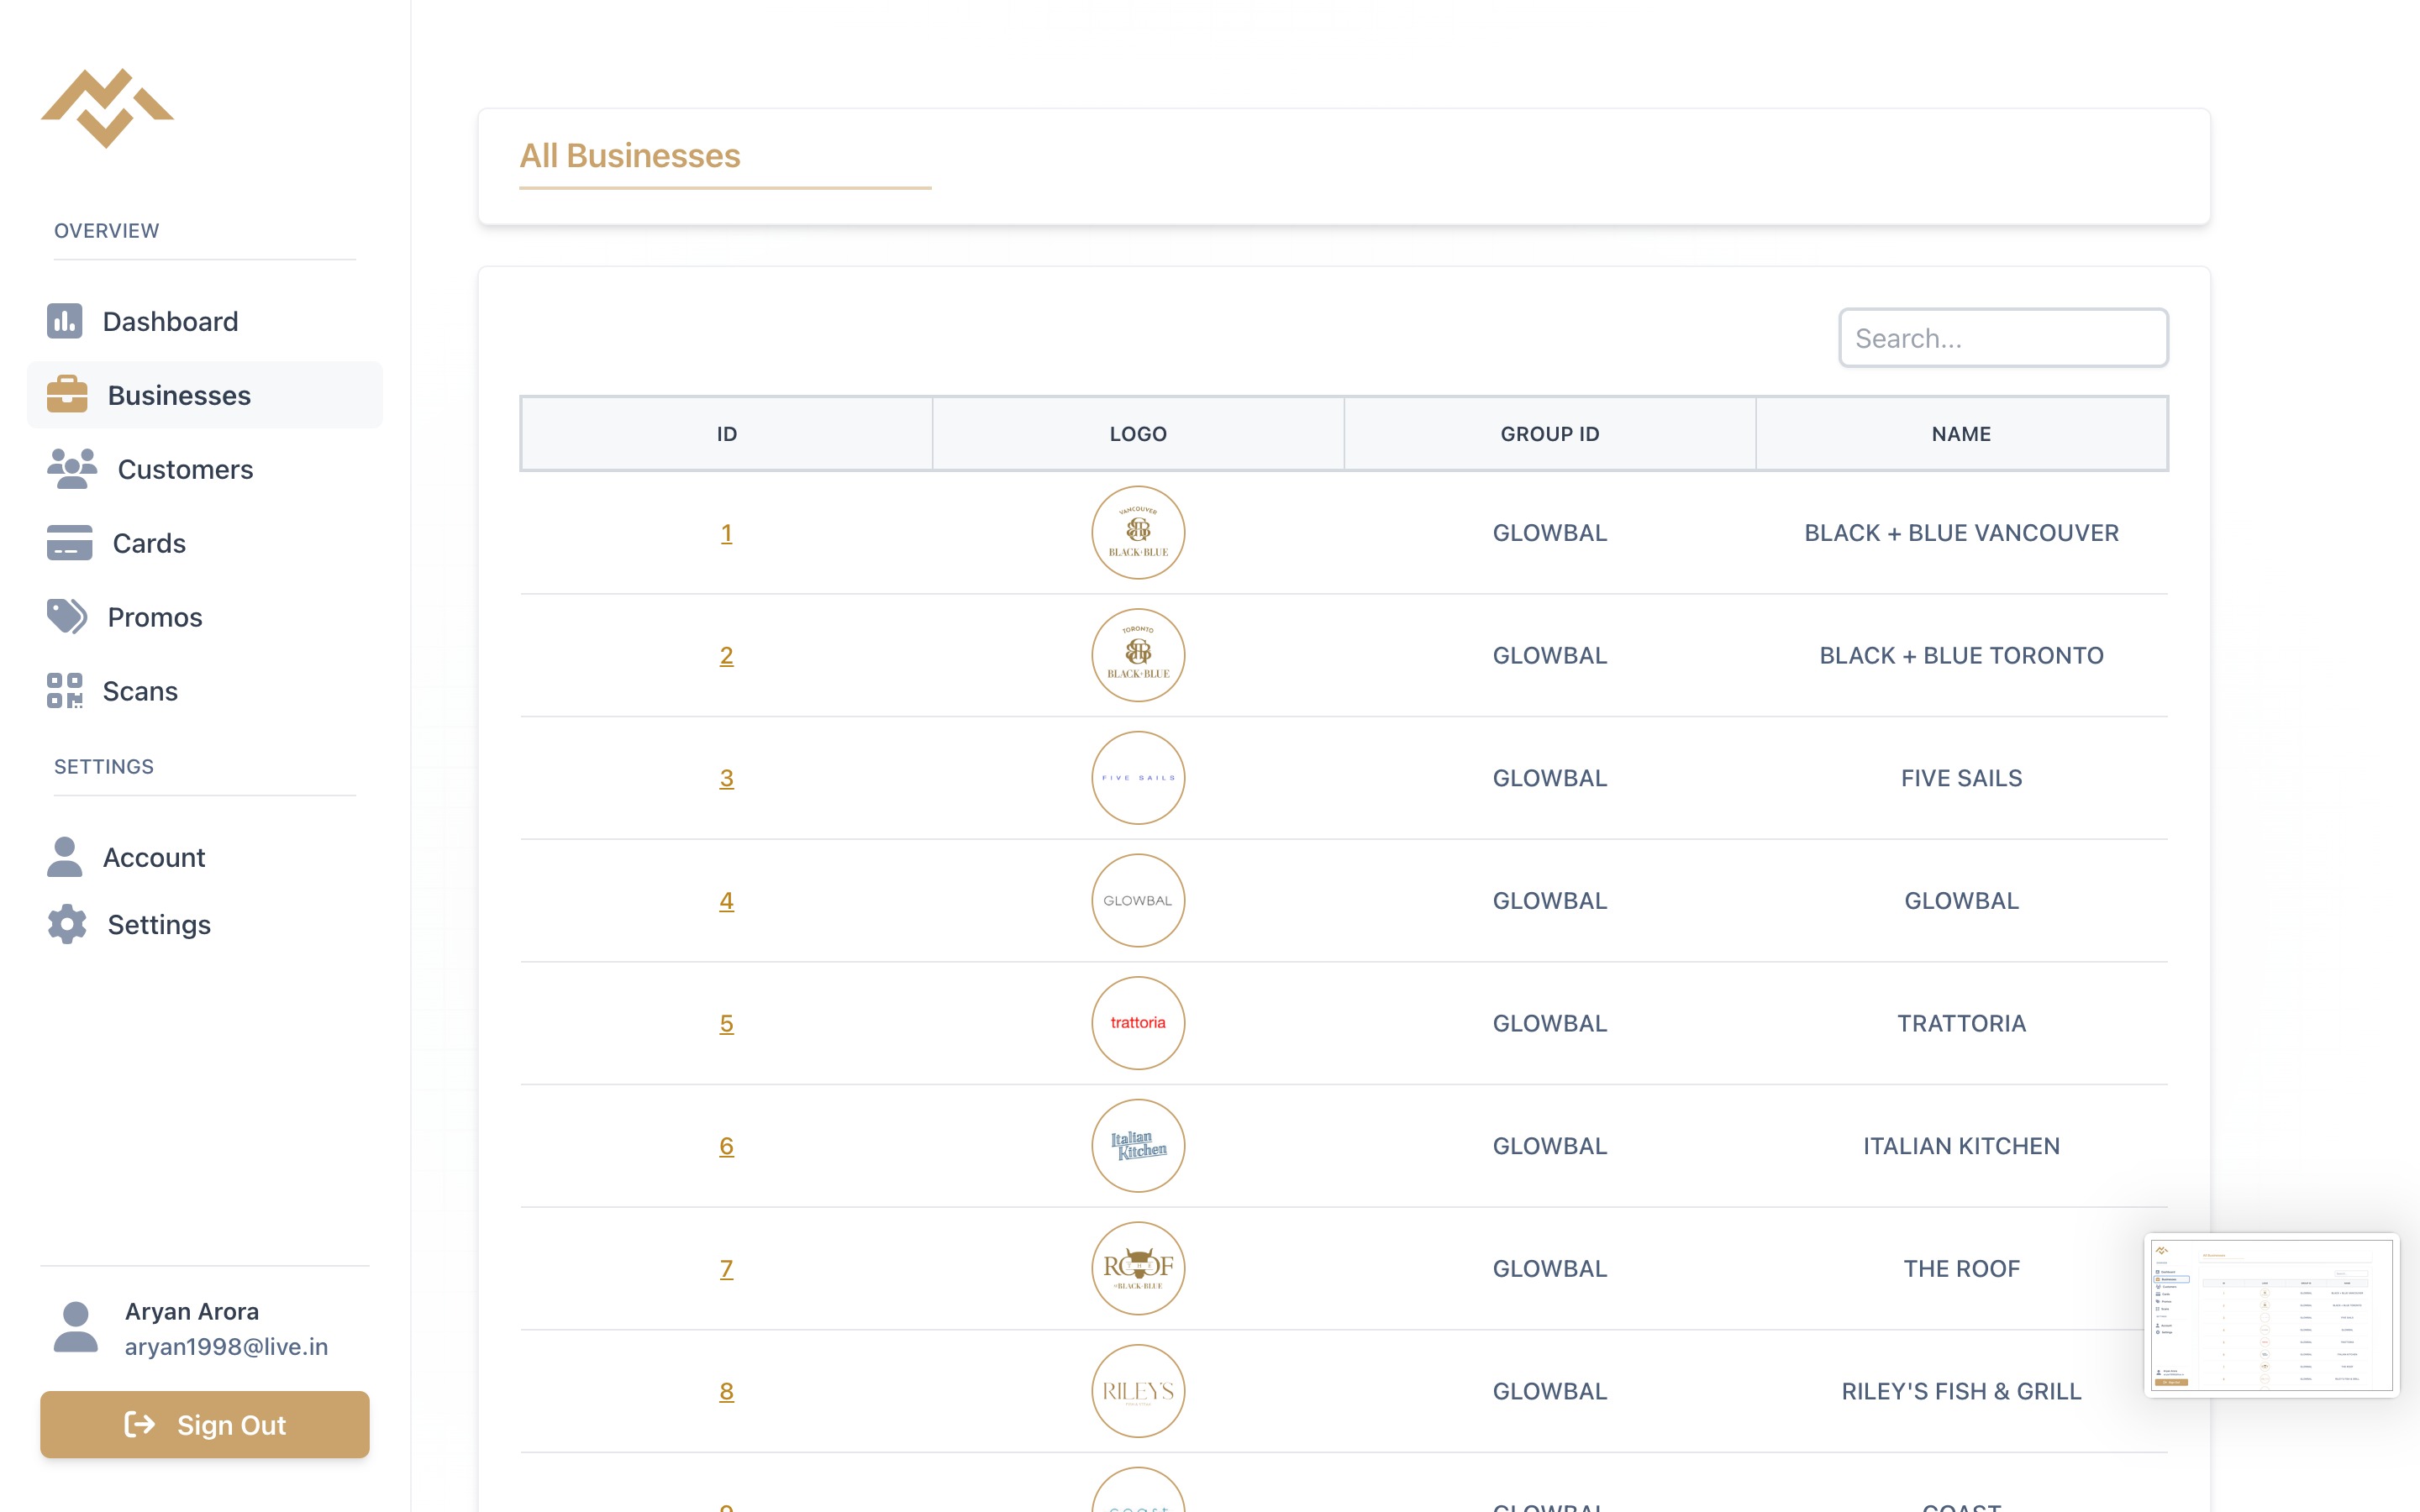 OVERVIEW
Dashboard
Businesses
Customers
Cards
Promos
Scans
SETTINGS
Account
Settings
Aryan Arora
aryan1998@live.in
Sign Out
All Businesses
Search...
ID LOGO GROUP ID NAME
1 VANCOUVER BLACK+BLUE GLOWBAL BLACK + BLUE VANCOUVER
2 TORONTO BLACK+BLUE GLOWBAL BLACK + BLUE TORONTO
3 FIVE SAILS GLOWBAL FIVE SAILS
4 GLOWBAL GLOWBAL GLOWBAL
5 trattoria GLOWBAL TRATTORIA
6 Italian Kitchen GLOWBAL ITALIAN KITCHEN
7 THE ROOF at BLACK+BLUE GLOWBAL THE ROOF
8 RILEY'S GLOWBAL RILEY'S FISH & GRILL
9 coast GLOWBAL COAST